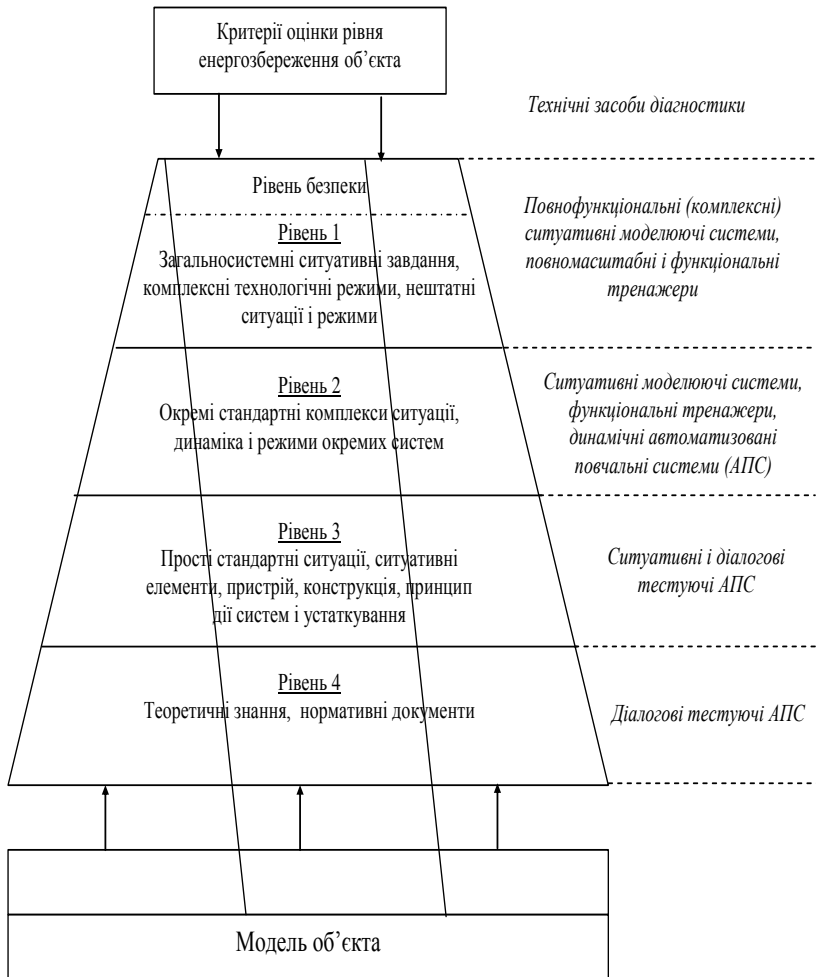 Критерії оцінки рівня
енергозбереження об’єкта
Технічні засоби діагностики
Рівень безпеки
Рівень 1
Загальносистемні ситуативні завдання,
комплексні технологічні режими, нештатні
ситуації і режими
Повнофункціональні (комплексні)
ситуативні моделюючі системи,
повномасштабні і функціональні
тренажери
Рівень 2
Окремі стандартні комплекси ситуації,
динаміка і режими окремих систем
Ситуативні моделюючі системи,
функціональні тренажери,
динамічні автоматизовані
повчальні системи (АПС)
Рівень 3
Прості стандартні ситуації, ситуативні
елементи, пристрій, конструкція, принцип
дії систем і устаткування
Ситуативні і діалогові
тестуючі АПС
Рівень 4
Теоретичні знання, нормативні документи
Діалогові тестуючі АПС
Модель об’єкта